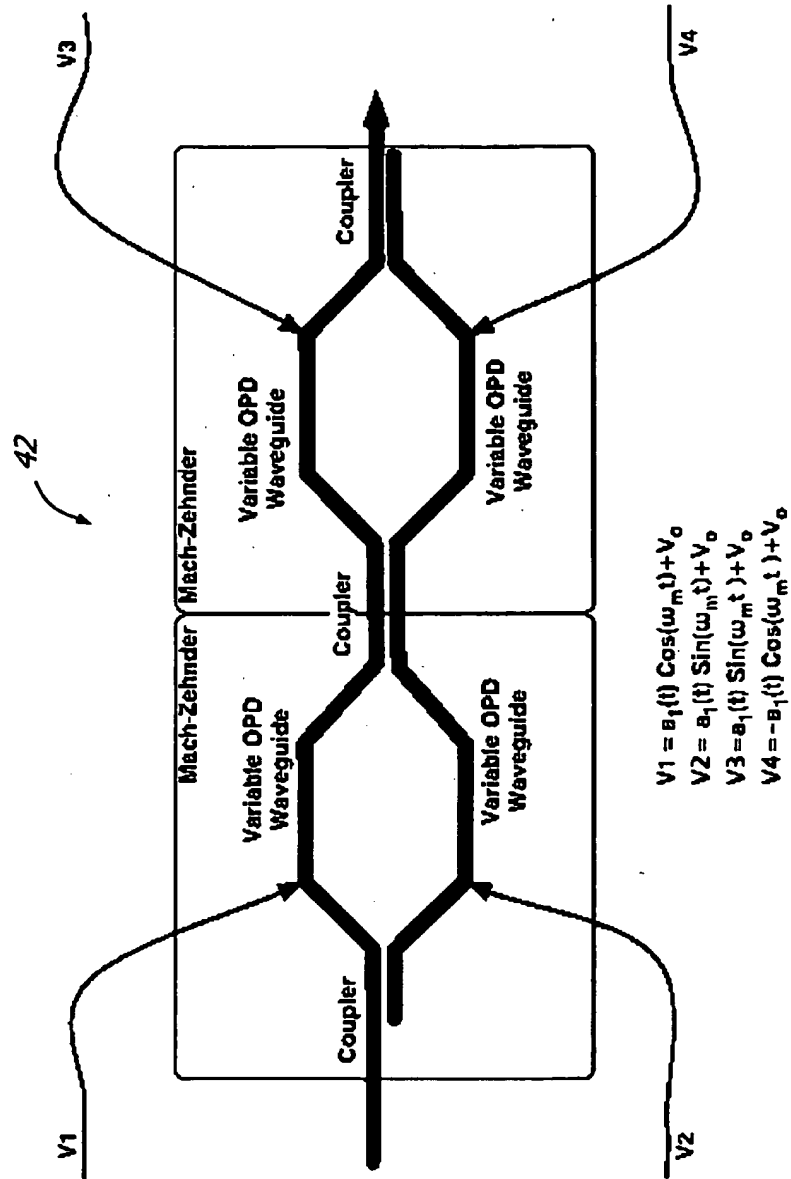 42
V1
V3
Mach-Zehnder
Mach-Zehnder
Variable OPD
Waveguide
Variable OPD
Waveguide
Coupler
Coupler
Coupler
Variable OPD
Waveguide
Variable OPD
Waveguide
V2
V4
V1 = a₁(t) Cos(ωₘt)+Vₒ
V2 = a₁(t) Sin(ωₘt)+Vₒ
V3 =a₁(t) Sin(ωₘt )+Vₒ
V4 =-a₁(t) Cos(ωₘt )+Vₒ